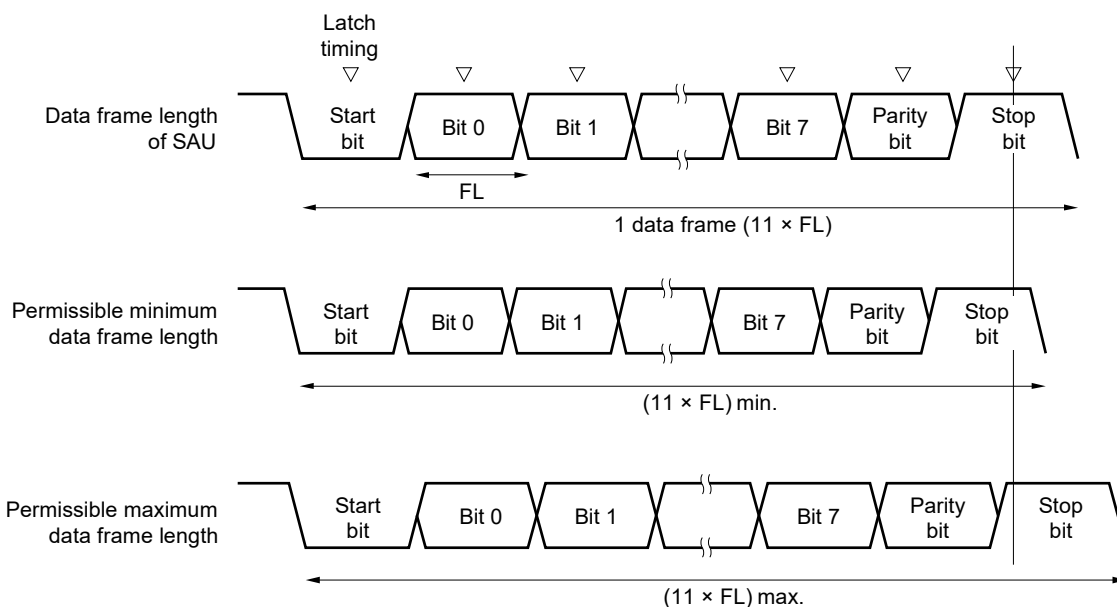 Latch
timing
Data frame length
of SAU
Start
bit
Bit 0
Bit 1
Bit 7
Parity
bit
Stop
bit
FL
1 data frame (11 × FL)
Permissible minimum
data frame length
Start
bit
Bit 0
Bit 1
Bit 7
Parity
bit
Stop
bit
(11 × FL) min.
Permissible maximum
data frame length
Start
bit
Bit 0
Bit 1
Bit 7
Parity
bit
Stop
bit
(11 × FL) max.